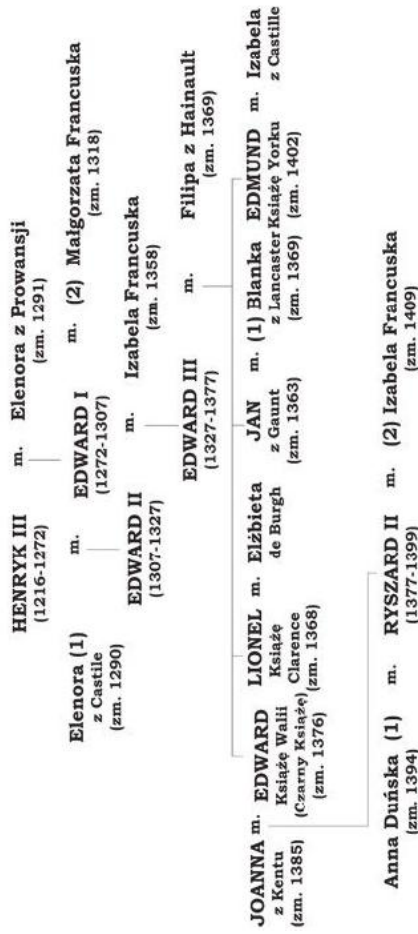 HENRYK III m. Elenora z Prowansji
(1216-1272) (zm. 1291)
Elenora (1) m. EDWARD I m. (2) Małgorzata Francuska
z Castile (1272-1307) (zm. 1318)
(zm. 1290)
EDWARD II m. Izabela Francuska
(1307-1327) (zm. 1358)
EDWARD III m. Filipa z Hainault
(1327-1377) (zm. 1369)
JOANNA m. EDWARD LIONEL m. Elżbieta JAN m. (1) Blanka EDMUND m. Izabela
z Kentu Książę Walii Książę de Burgh z Gaunt z Lancaster Książę Yorku z Castille
(zm. 1385) (Czarny Książę) Clarence (zm. 1363) (zm. 1369) (zm. 1402)
(zm. 1376) (zm. 1368)
Anna Duńska (1) m. RYSZARD II m. (2) Izabela Francuska
(zm. 1394) (1377-1399) (zm. 1409)